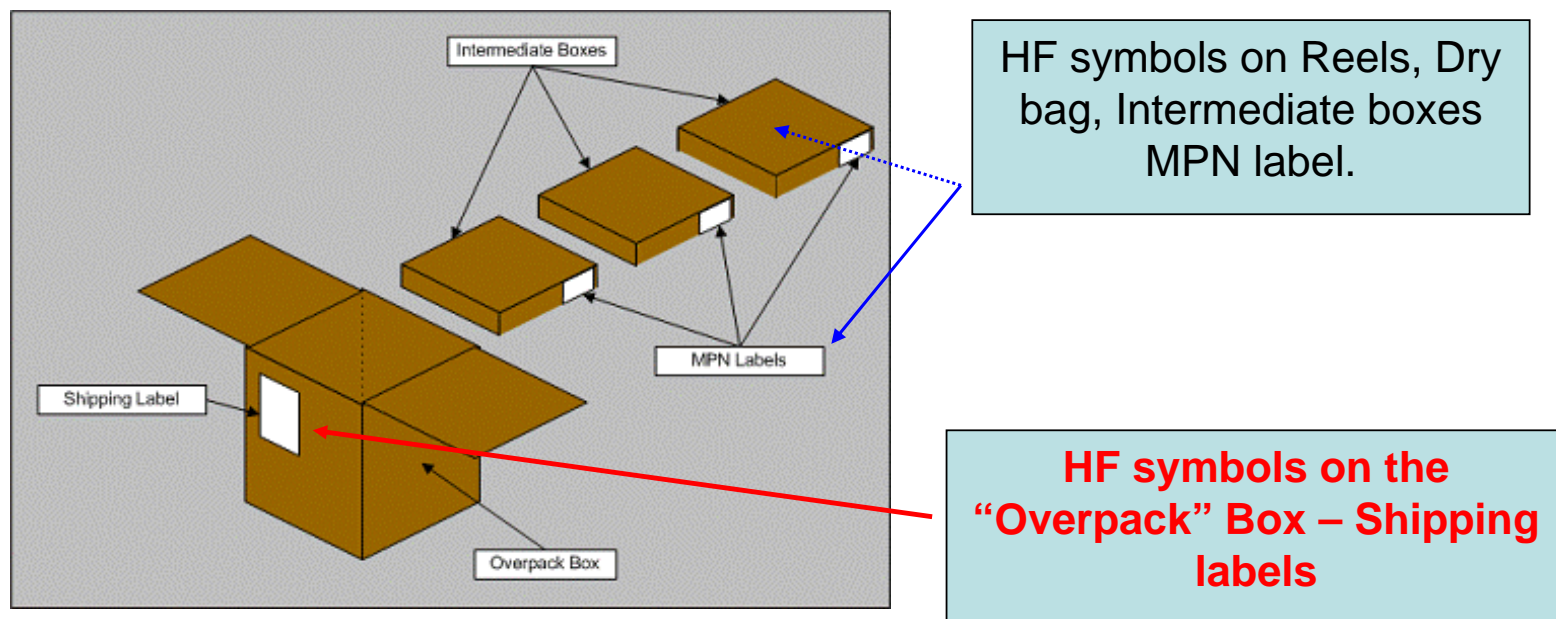 Intermediate Boxes
HF symbols on Reels, Dry
bag, Intermediate boxes
MPN label.
MPN Labels
Shipping Label
HF symbols on the
“Overpack” Box – Shipping
labels
Overpack Box